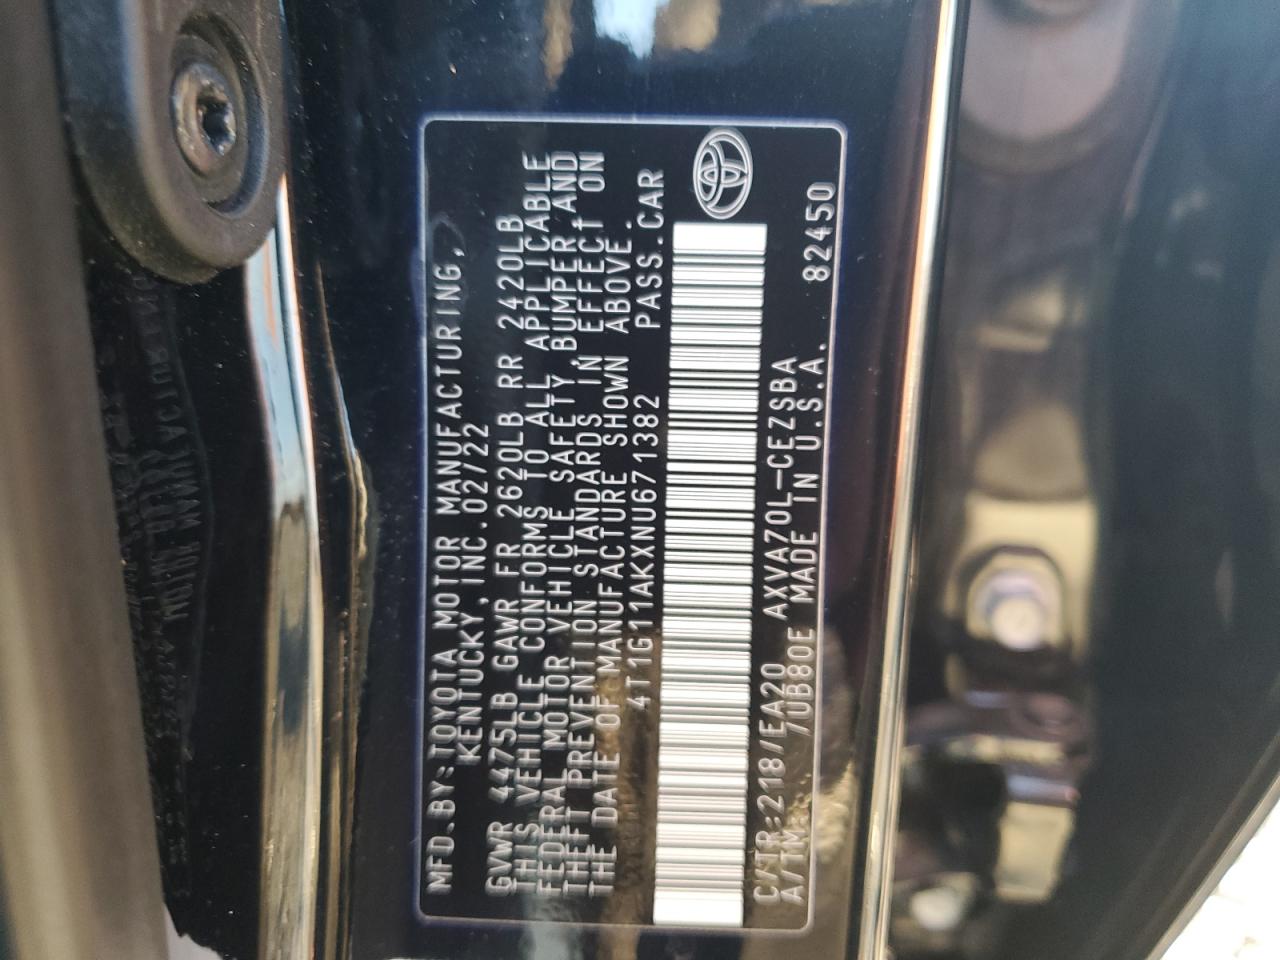 MFD.BY:TOYOTA MOTOR MANUFACTURING,
KENTUCKY,INC.02/22
GVWR 4475LB GAWR FR 2620LB RR 2420LB
THIS VEHICLE CONFORMS TO ALL APPLICABLE
FEDERAL MOTOR VEHICLE SAFETY,BUMPER AND
THEFT PREVENTION STANDARDS IN EFFECT ON
THE DATE OF MANUFACTURE SHOWN ABOVE.
4T1G11AKXNU671382 PASS.CAR
C/TR:218/EA20 AXVA70L-CEZSBA
A/TM: /UB80E MADE IN U.S.A. 82450